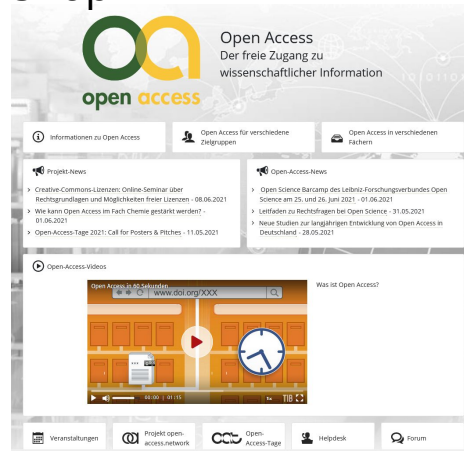 Open Access
Der freie Zugang zu
wissenschaftlicher Information
open access
Informationen zu Open Access
Open Access für verschiedene
Zielgruppen
Open Access in verschiedenen
Fächern
Projekt-News
Creative-Commons-Lizenzen: Online-Seminar über
Rechtsgrundlagen und Möglichkeiten freier Lizenzen - 08.06.2021
Wie kann Open Access im Fach Chemie gestärkt werden? -
01.06.2021
Open-Access-Tage 2021: Call for Posters & Pitches - 11.05.2021
Open-Access-News
Open Science Barcamp des Leibniz-Forschungsverbundes Open
Science am 25. und 26. Juni 2021 - 01.06.2021
Leitfaden zu Rechtsfragen bei Open Science - 31.05.2021
Neue Studien zur langjährigen Entwicklung von Open Access in
Deutschland - 28.05.2021
Open-Access-Videos
Open Access in 60 Sekunden
www.doi.org/XXX
00:00 | 01:15
1x
TIB
Was ist Open Access?
Veranstaltungen
Projekt open-
access.network
Open-
Access-Tage
Helpdesk
Forum